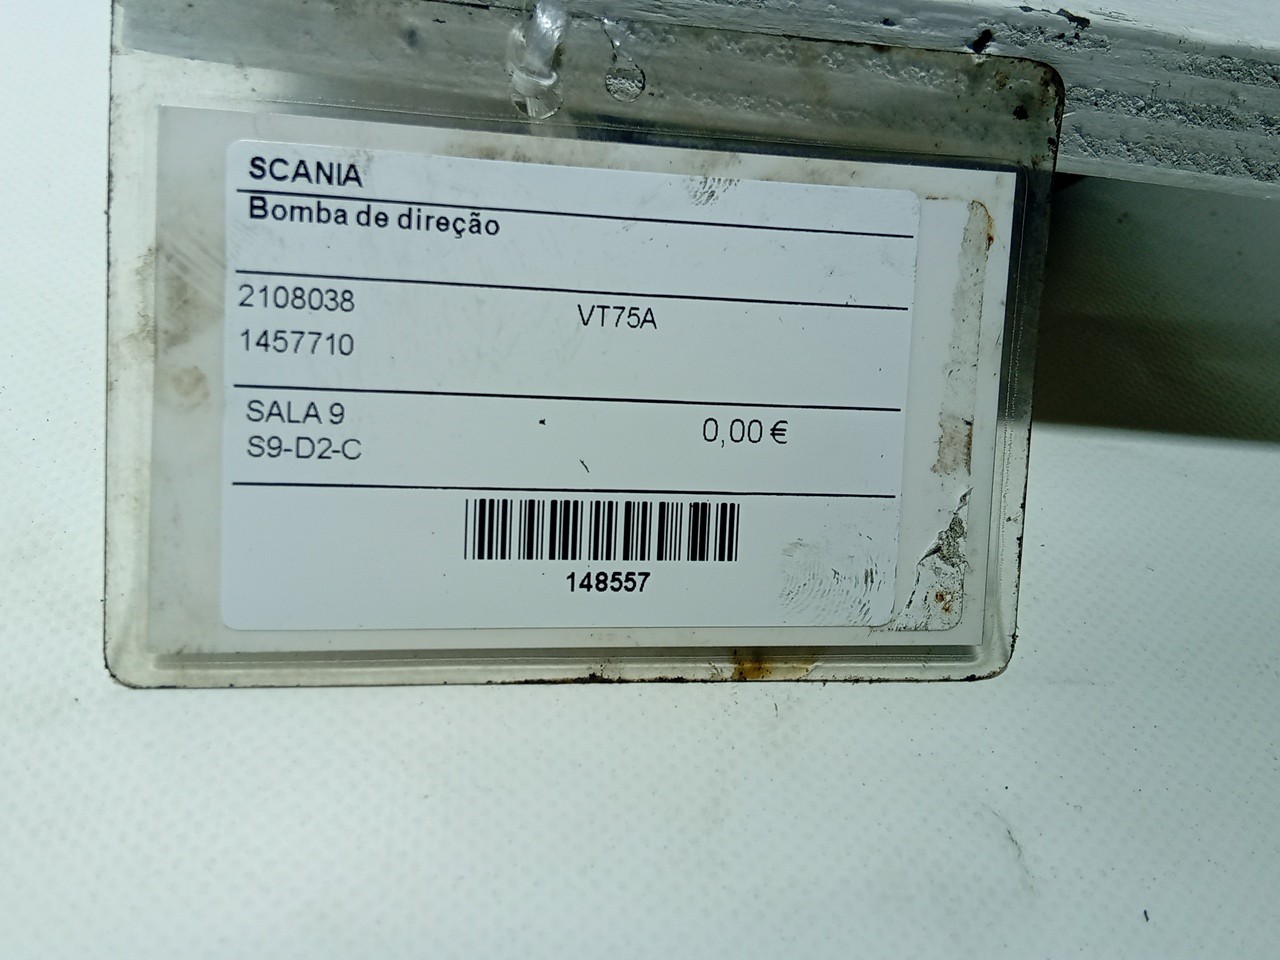 SCANIA
Bomba de direção
2108038 VT75A
1457710
SALA 9 0,00 €
S9-D2-C
148557